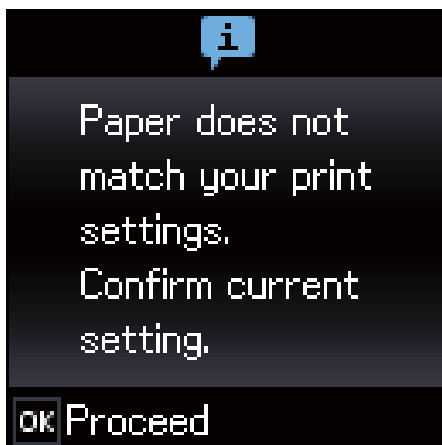 i
Paper does not
match your print
settings.
Confirm current
setting.
OK Proceed